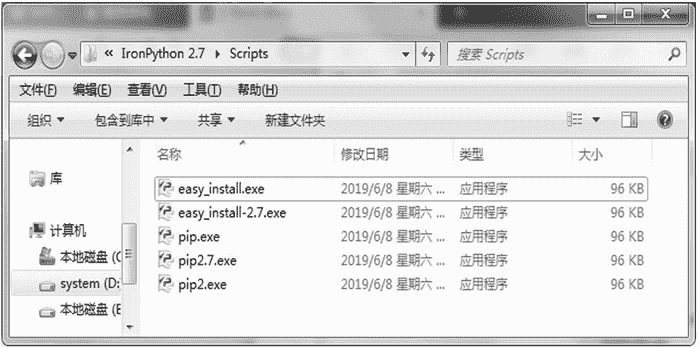 « IronPython 2.7 Scripts
搜索 Scripts
文件(F) 编辑(E) 查看(V) 工具(T) 帮助(H)
组织 包含到库中 共享 新建文件夹
库
计算机
本地磁盘 (C
system (D:
本地磁盘 (E
名称 修改日期 类型 大小
easy_install.exe 2019/6/8 星期六 ... 应用程序 96 KB
easy_install-2.7.exe 2019/6/8 星期六 ... 应用程序 96 KB
pip.exe 2019/6/8 星期六 ... 应用程序 96 KB
pip2.7.exe 2019/6/8 星期六 ... 应用程序 96 KB
pip2.exe 2019/6/8 星期六 ... 应用程序 96 KB